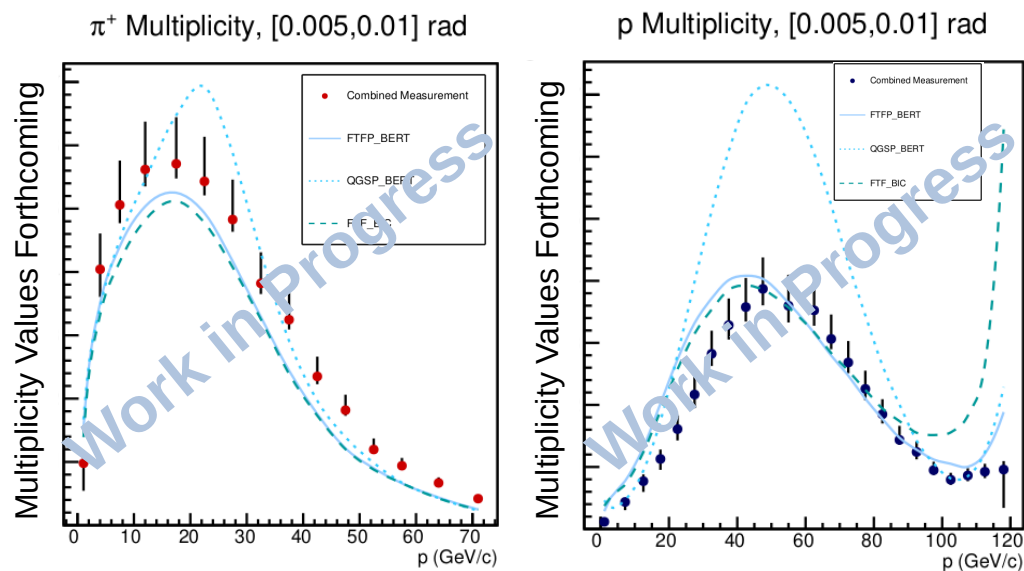 π⁺ Multiplicity, [0.005,0.01] rad
Multiplicity Values Forthcoming
Combined Measurement
FTFP_BERT
QGSP_BERT
FTF_BIC
Work in Progress
0 10 20 30 40 50 60 70
p (GeV/c)
p Multiplicity, [0.005,0.01] rad
Multiplicity Values Forthcoming
Combined Measurement
FTFP_BERT
QGSP_BERT
FTF_BIC
Work in Progress
0 20 40 60 80 100 120
p (GeV/c)